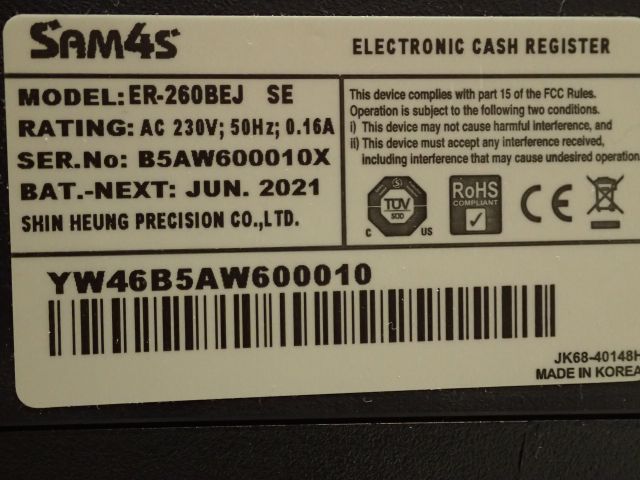 SAM4S
ELECTRONIC CASH REGISTER
MODEL: ER-260BEJ SE
RATING: AC 230V; 50Hz; 0.16A
SER.No: B5AW600010X
BAT.-NEXT: JUN. 2021
SHIN HEUNG PRECISION CO.,LTD.
This device complies with part 15 of the FCC Rules.
Operation is subject to the following two conditions.
i) This device may not cause harmful interference, and
ii) This device must accept any interference received,
including interference that may cause undesired operation
TÜV
C US
RoHS
COMPLIANT
CE
YW46B5AW600010
JK68-40148H
MADE IN KOREA